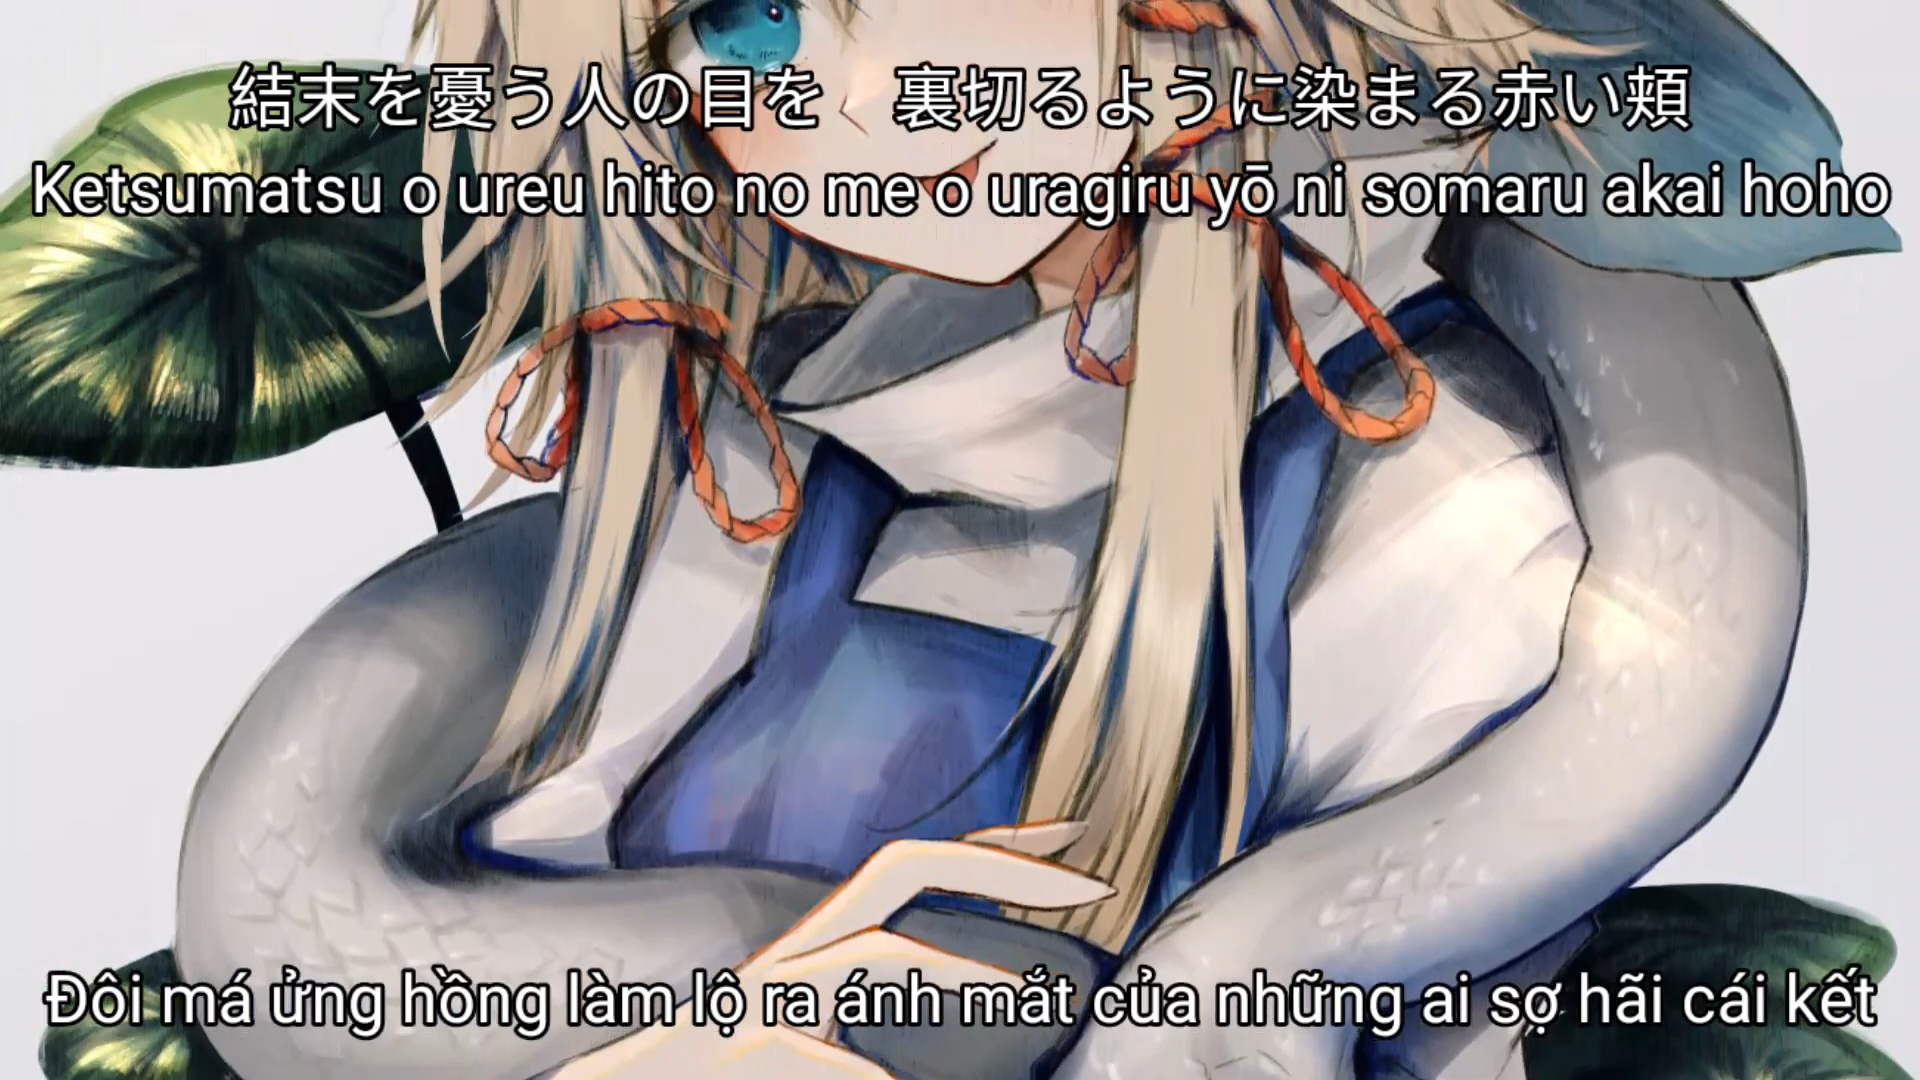 結末を憂う人の目を　裏切るように染まる赤い頬
Ketsumatsu o ureu hito no me o uragiru yō ni somaru akai hoho
Đôi má ửng hồng làm lộ ra ánh mắt của những ai sợ hãi cái kết